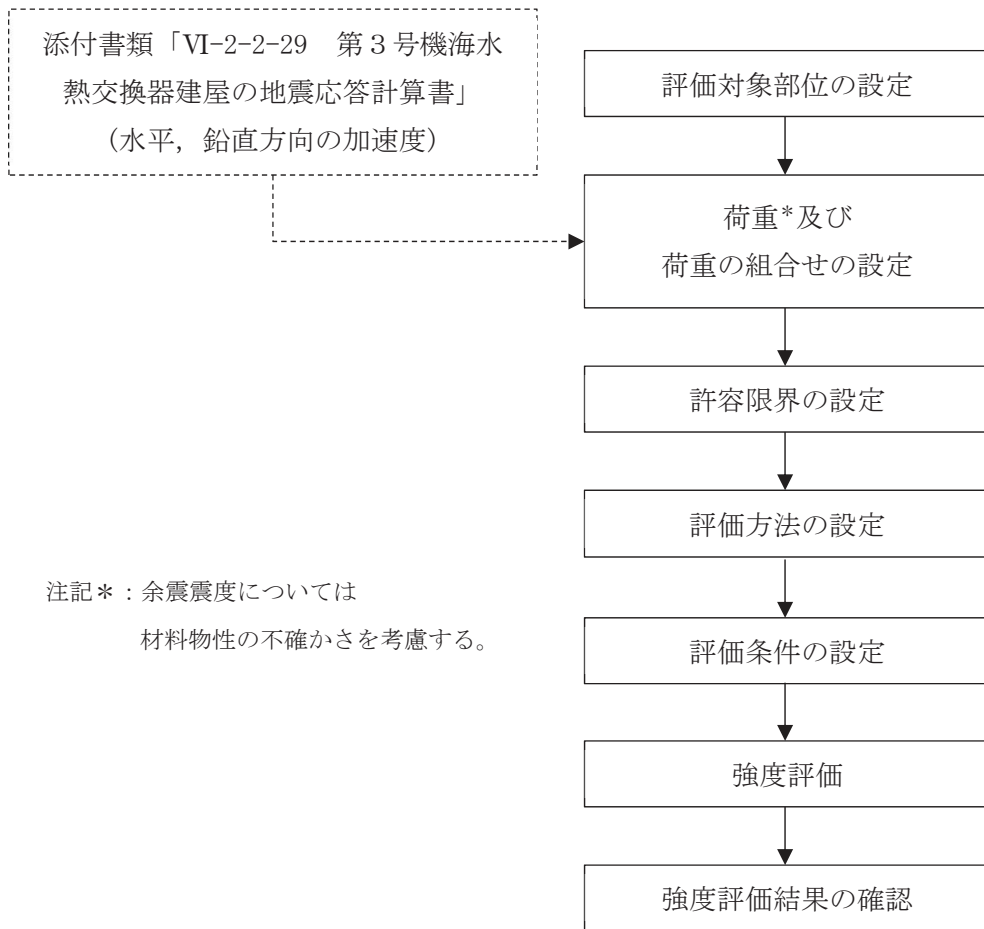 添付書類「Ⅵ-2-2-29　第３号機海水
熱交換器建屋の地震応答計算書」
（水平，鉛直方向の加速度）
評価対象部位の設定
荷重*及び
荷重の組合せの設定
許容限界の設定
評価方法の設定
注記＊：余震震度については
材料物性の不確かさを考慮する。
評価条件の設定
強度評価
強度評価結果の確認